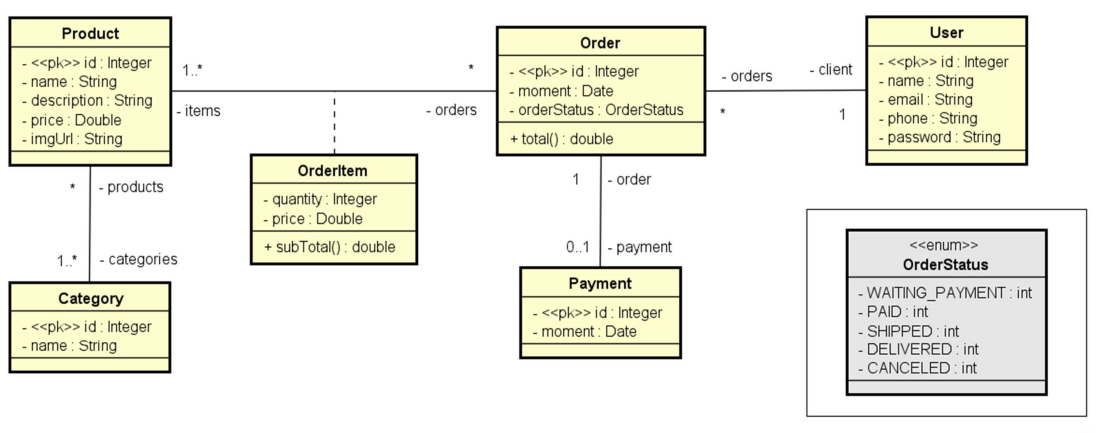 Product
- <<pk>> id : Integer
- name : String
- description : String
- price : Double
- imgUrl : String
1..*
- items
*
- orders
OrderItem
- quantity : Integer
- price : Double
+ subTotal() : double
Order
- <<pk>> id : Integer
- moment : Date
- orderStatus : OrderStatus
+ total() : double
- orders
*
- client
1
User
- <<pk>> id : Integer
- name : String
- email : String
- phone : String
- password : String
*
- products
1..*
- categories
Category
- <<pk>> id : Integer
- name : String
1
- order
0..1
- payment
Payment
- <<pk>> id : Integer
- moment : Date
<<enum>>
OrderStatus
- WAITING_PAYMENT : int
- PAID : int
- SHIPPED : int
- DELIVERED : int
- CANCELED : int